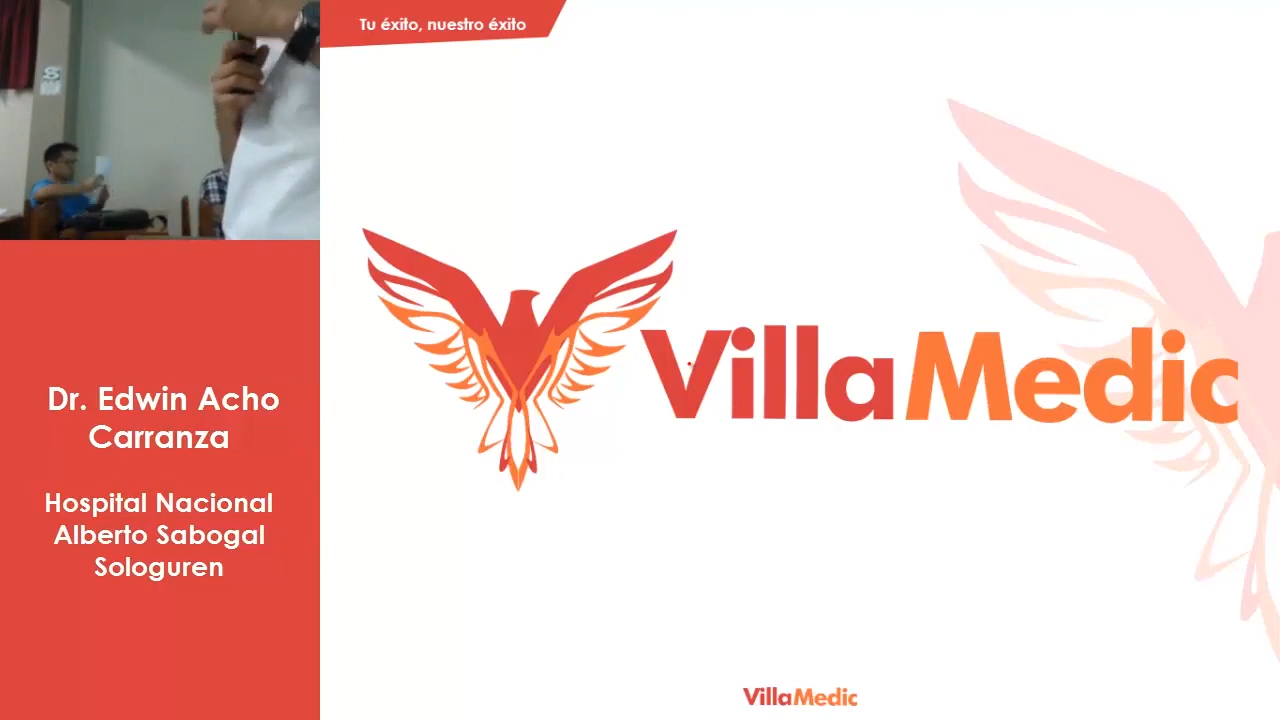 Tu éxito, nuestro éxito
VillaMedic
Dr. Edwin Acho
Carranza
Hospital Nacional
Alberto Sabogal
Sologuren
VillaMedic